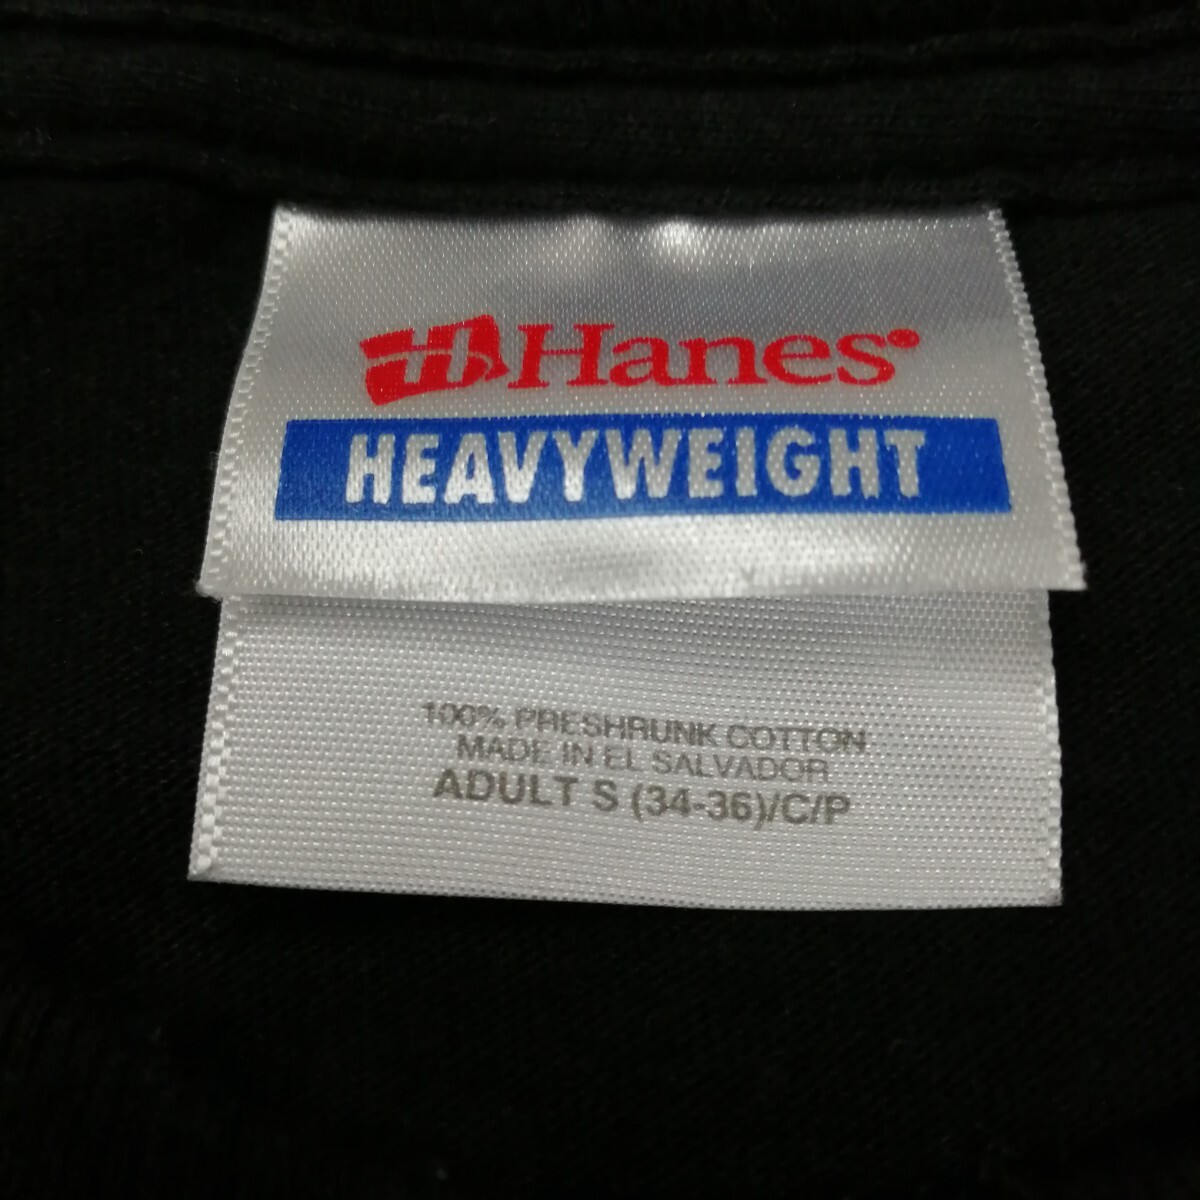 Hanes
HEAVYWEIGHT
100% PRESHRUNK COTTON
MADE IN EL SALVADOR
ADULT S (34-36)/C/P